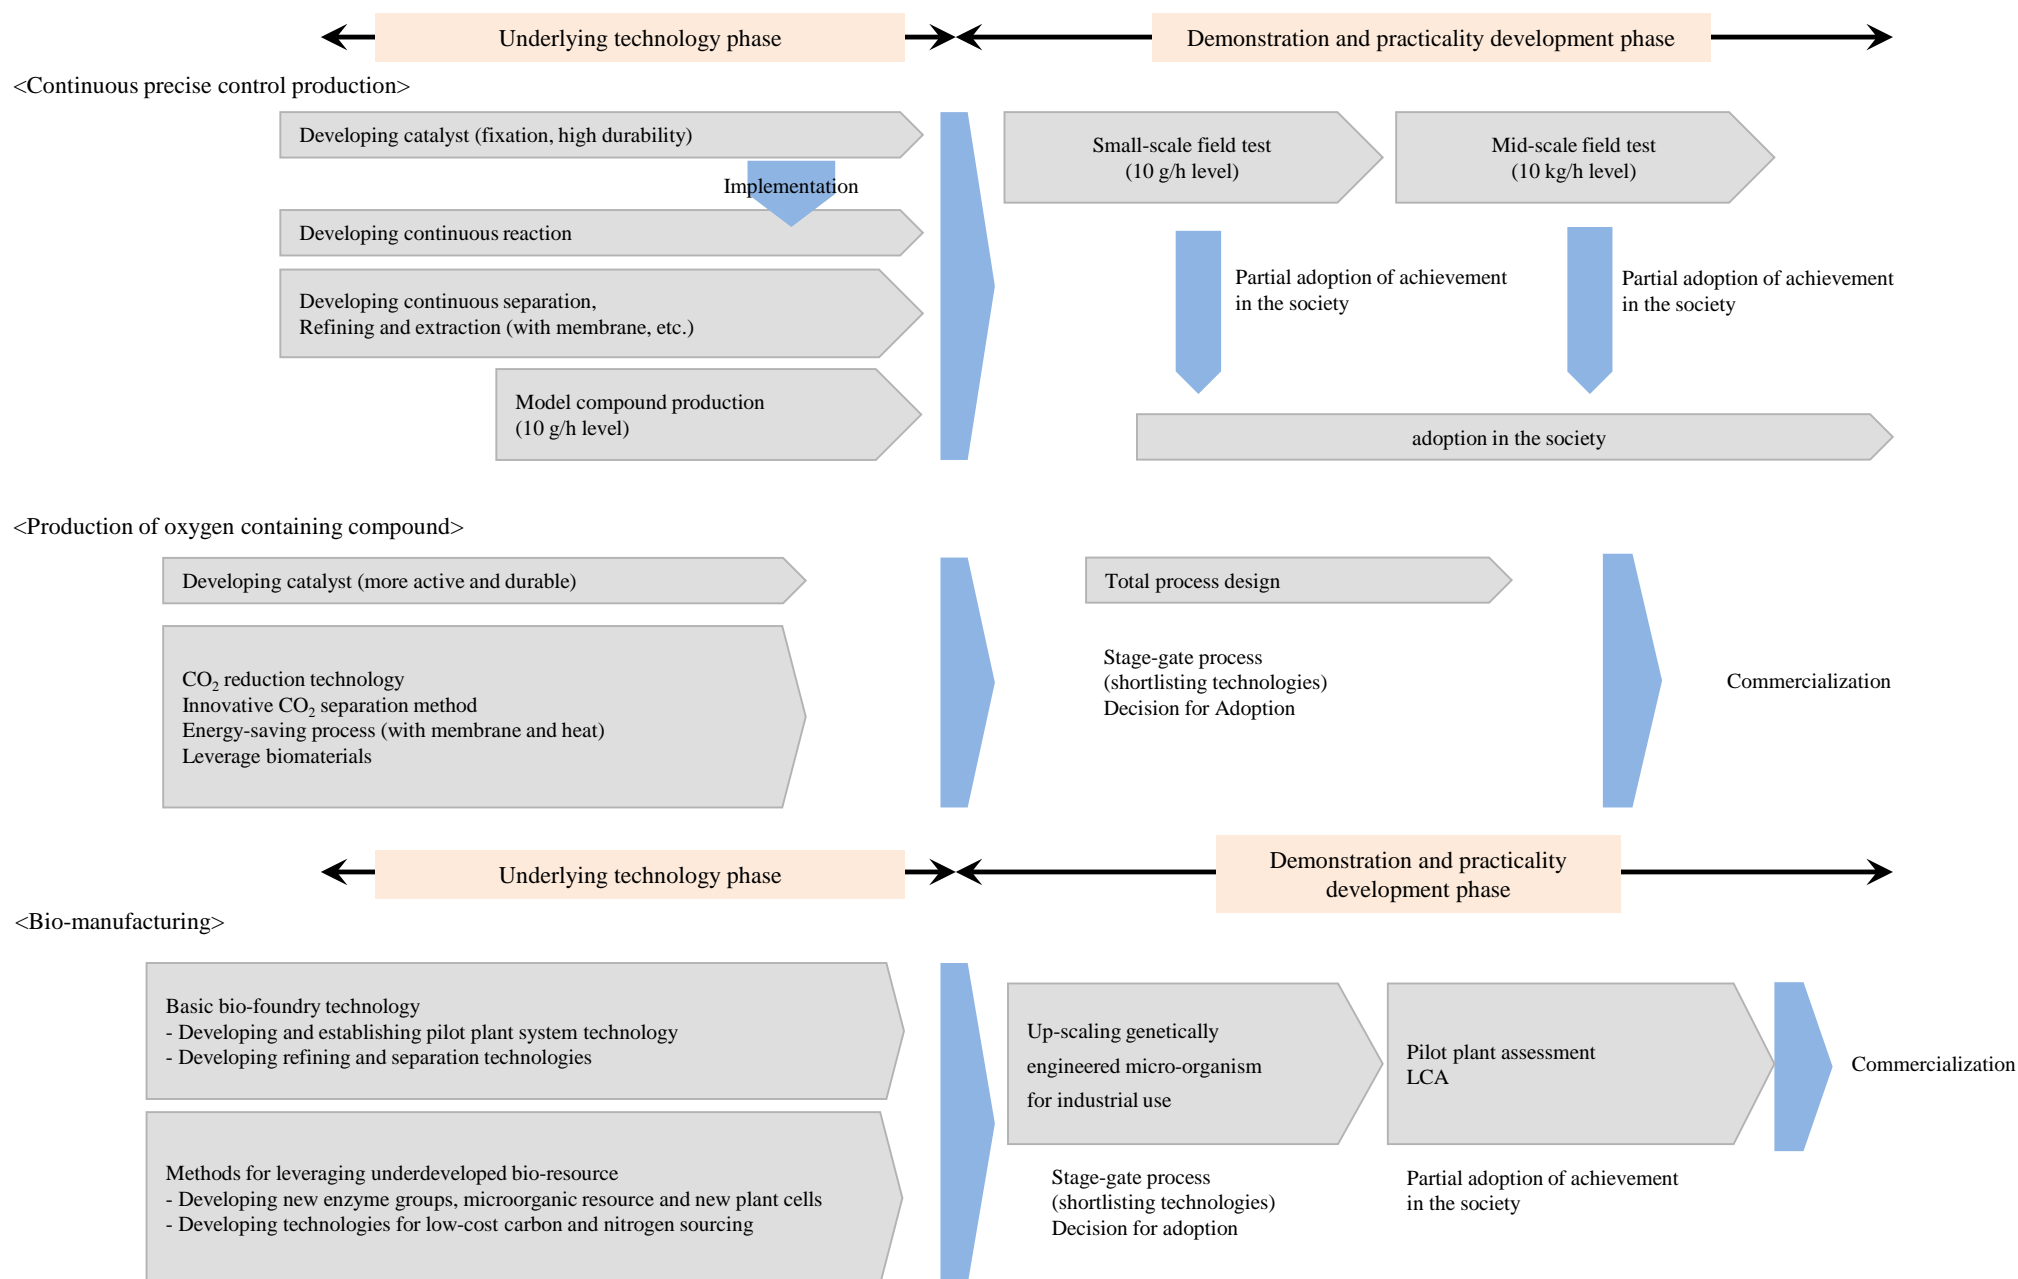 Underlying technology phase
Demonstration and practicality development phase
<Continuous precise control production>
Developing catalyst (fixation, high durability)
Implementation
Developing continuous reaction
Developing continuous separation,
Refining and extraction (with membrane, etc.)
Model compound production
(10 g/h level)
Small-scale field test
(10 g/h level)
Mid-scale field test
(10 kg/h level)
Partial adoption of achievement
in the society
Partial adoption of achievement
in the society
adoption in the society
<Production of oxygen containing compound>
Developing catalyst (more active and durable)
CO₂ reduction technology
Innovative CO₂ separation method
Energy-saving process (with membrane and heat)
Leverage biomaterials
Total process design
Stage-gate process
(shortlisting technologies)
Decision for Adoption
Commercialization
Underlying technology phase
Demonstration and practicality
development phase
<Bio-manufacturing>
Basic bio-foundry technology
- Developing and establishing pilot plant system technology
- Developing refining and separation technologies
Methods for leveraging underdeveloped bio-resource
- Developing new enzyme groups, microorganic resource and new plant cells
- Developing technologies for low-cost carbon and nitrogen sourcing
Up-scaling genetically
engineered micro-organism
for industrial use
Stage-gate process
(shortlisting technologies)
Decision for adoption
Pilot plant assessment
LCA
Partial adoption of achievement
in the society
Commercialization